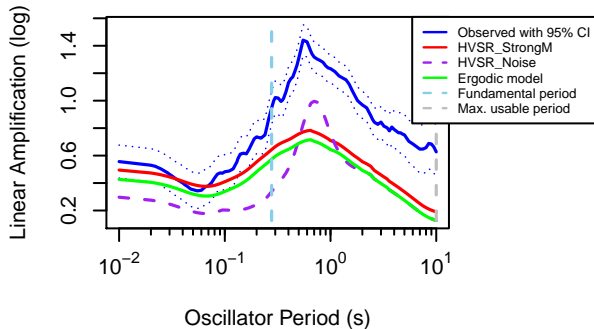 Linear Amplification (log)
1.4
1.0
0.6
0.2
Observed with 95% CI
HVSR_StrongM
HVSR_Noise
Ergodic model
Fundamental period
Max. usable period
10⁻² 10⁻¹ 10⁰ 10¹
Oscillator Period (s)